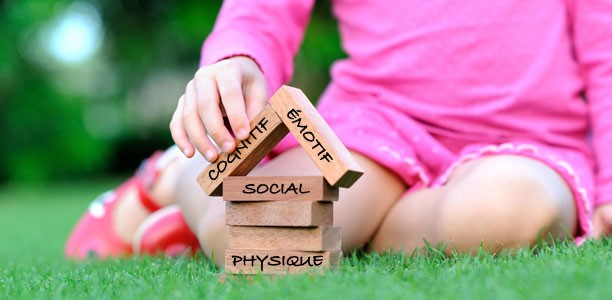 COGNITIF
ÉMOTIF
SOCIAL
PHYSIQUE